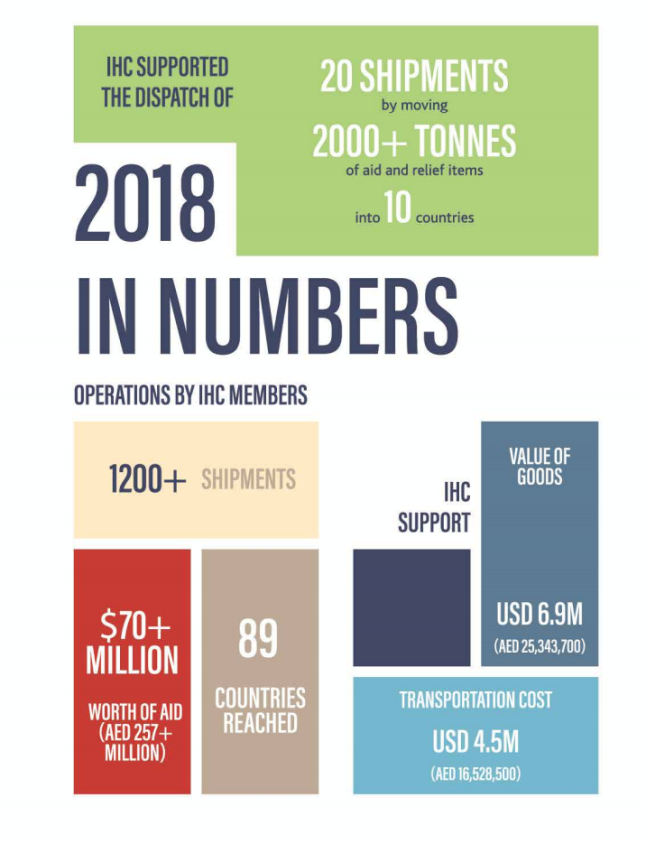 IHC SUPPORTED
THE DISPATCH OF
20 SHIPMENTS
by moving
2000+ TONNES
of aid and relief items
into 10 countries
2018
IN NUMBERS
OPERATIONS BY IHC MEMBERS
1200+ SHIPMENTS
$70+
MILLION
WORTH OF AID
(AED 257+
MILLION)
89
COUNTRIES
REACHED
IHC
SUPPORT
VALUE OF
GOODS
USD 6.9M
(AED 25,343,700)
TRANSPORTATION COST
USD 4.5M
(AED 16,528,500)